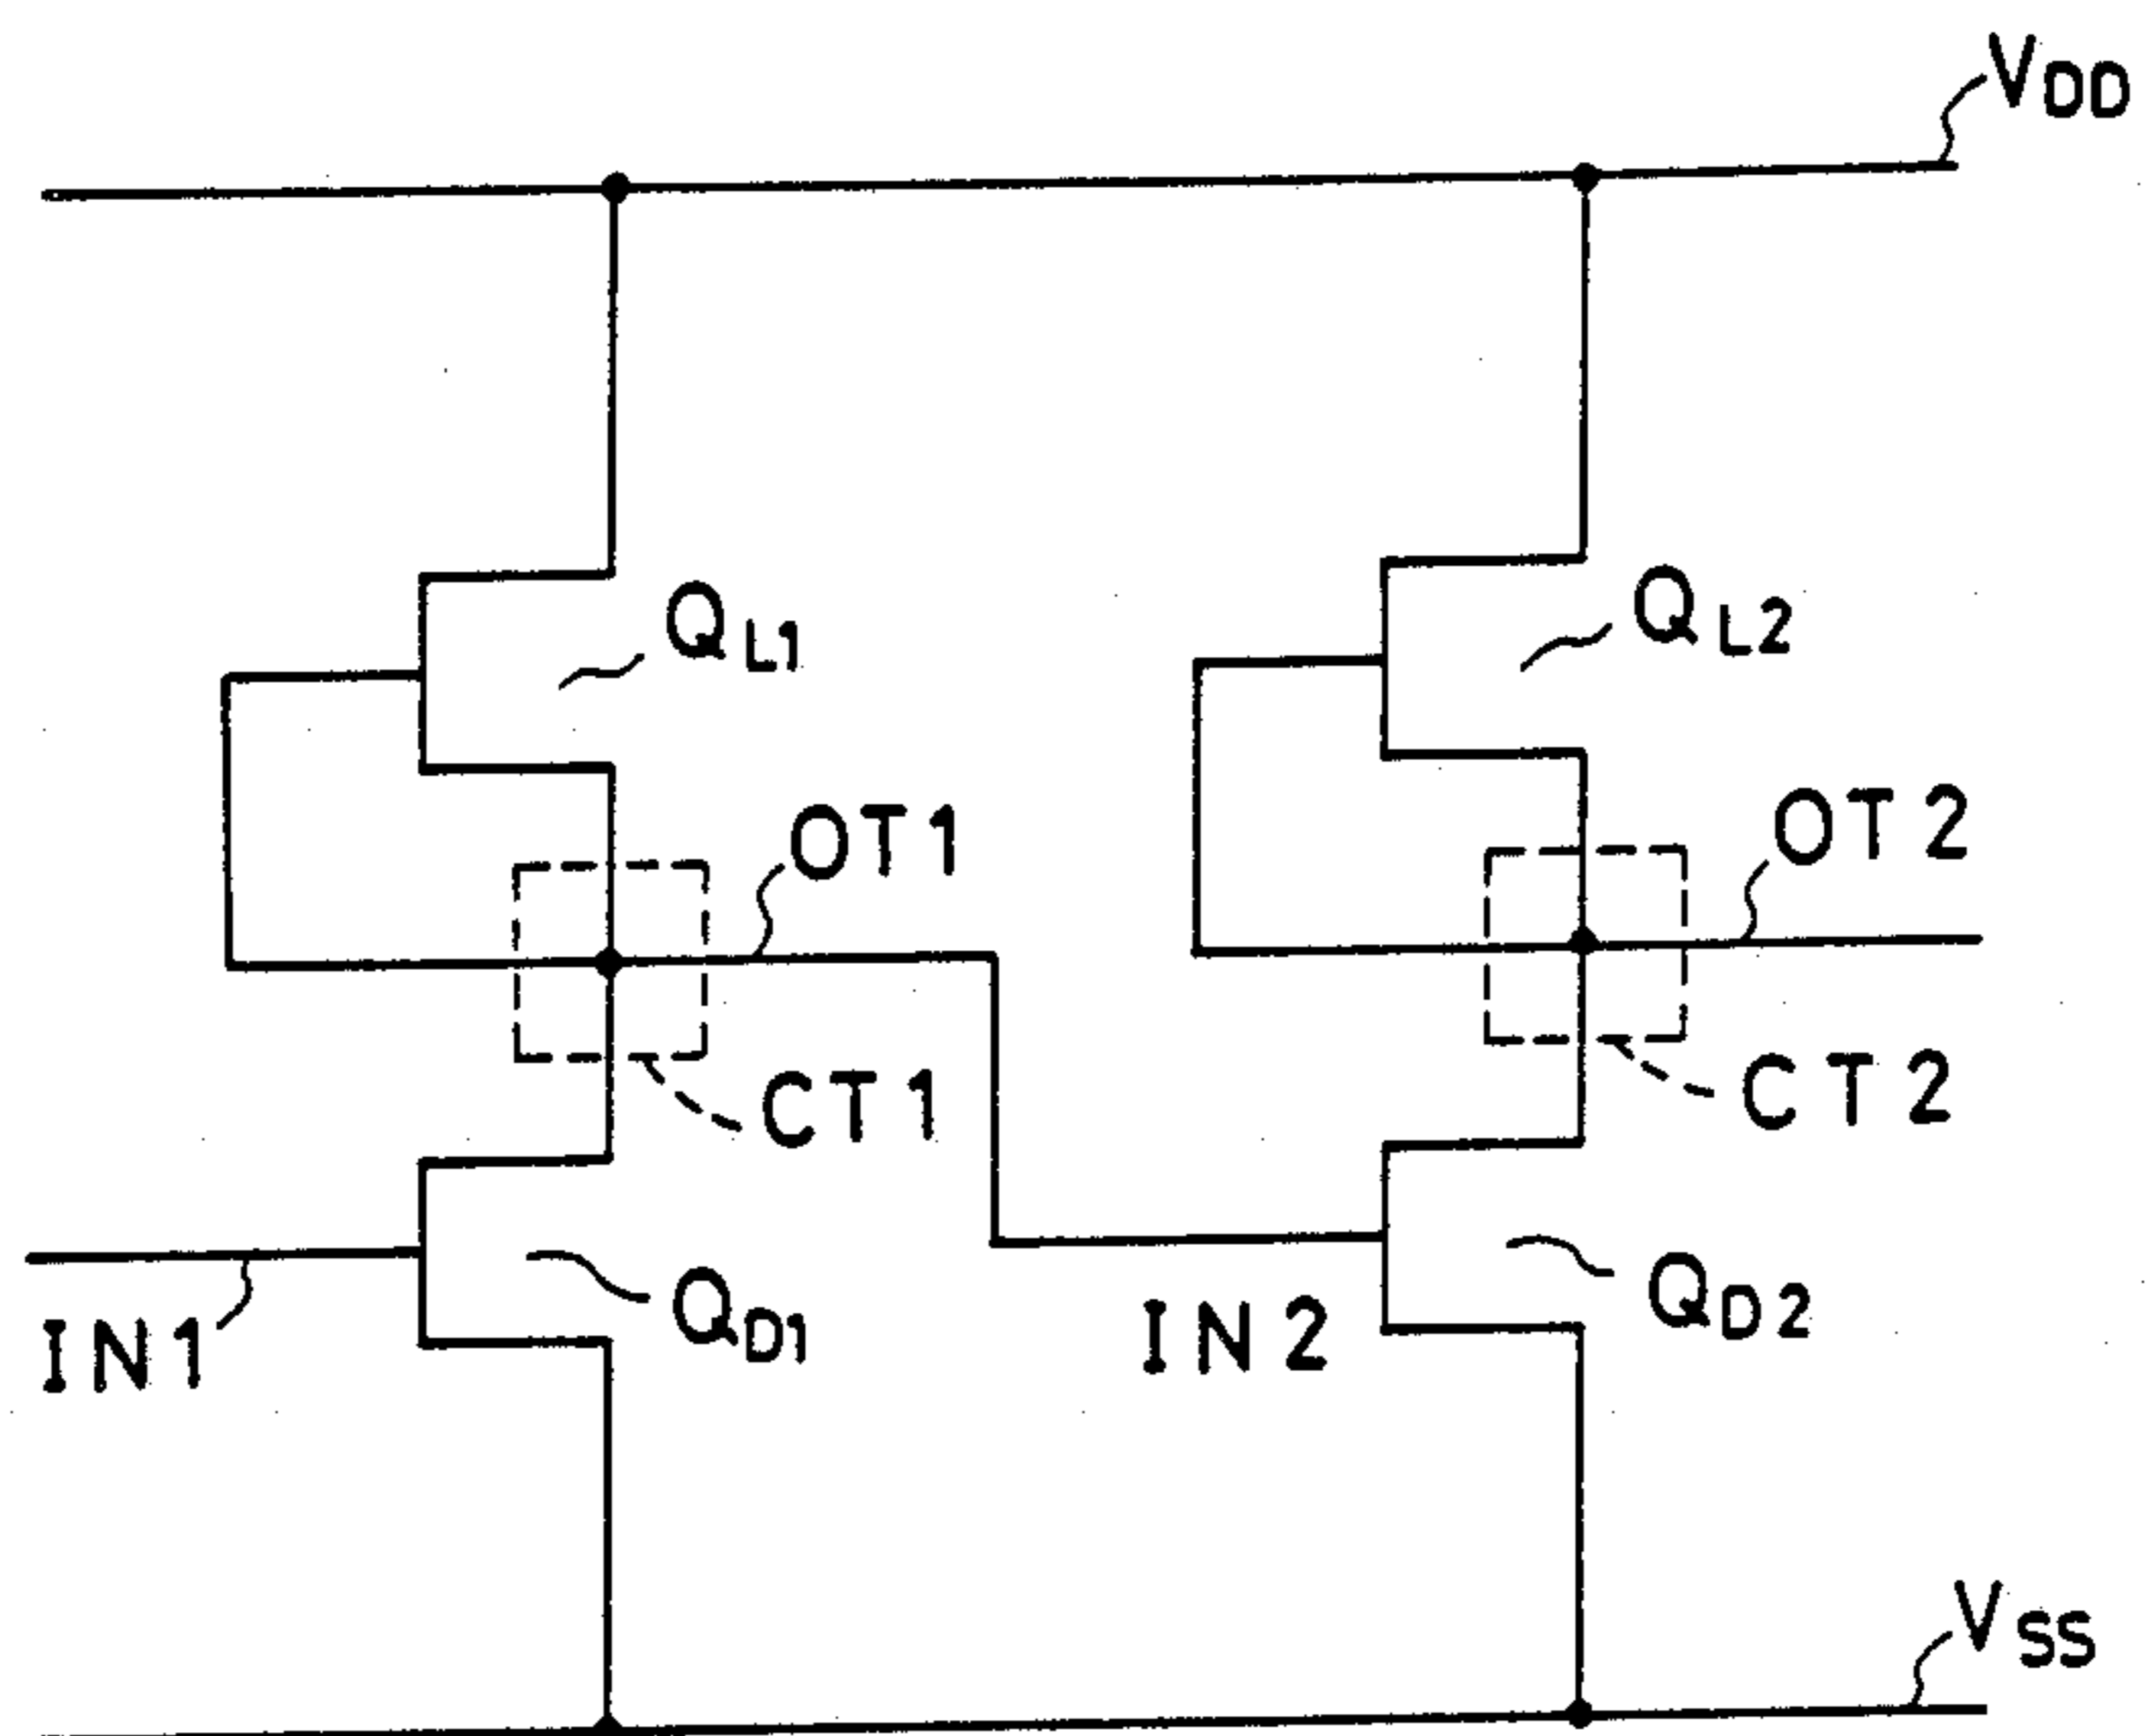 VDD
QL1
QL2
OT1
OT2
CT1
CT2
IN1
QD1
IN2
QD2
VSS